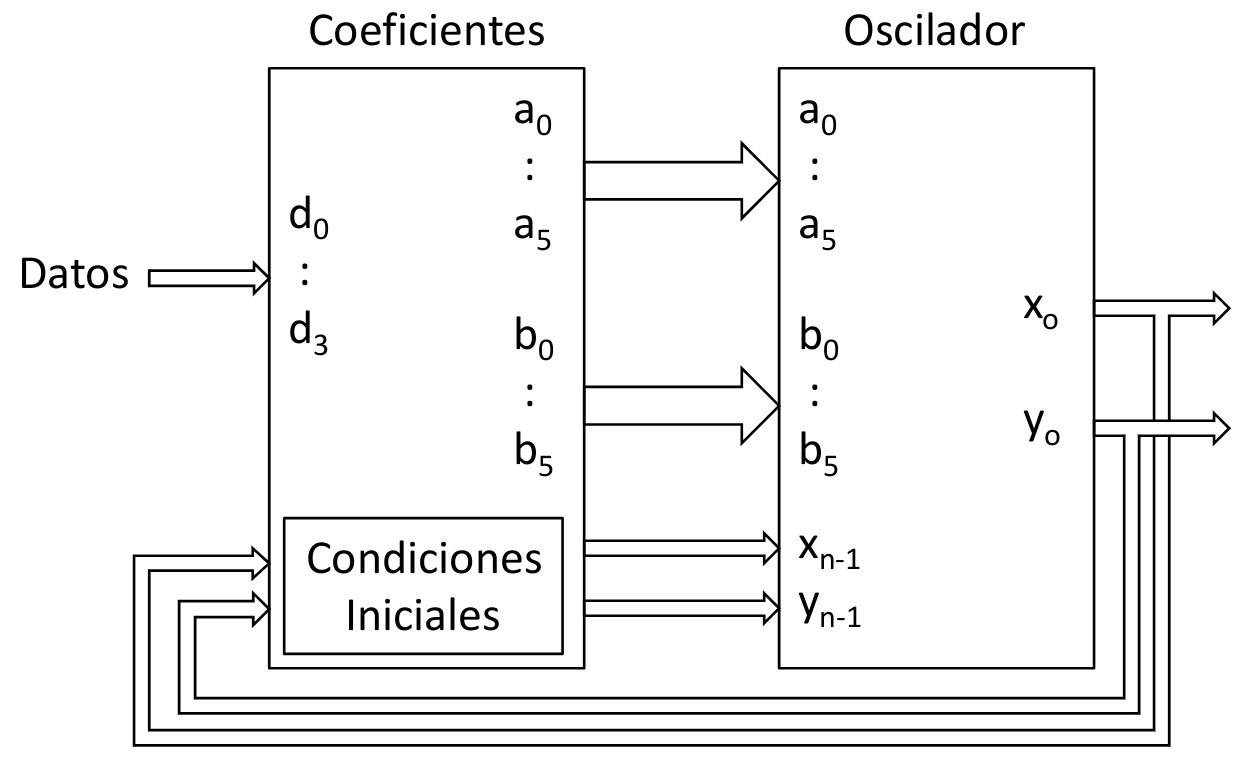 Coeficientes
Oscilador
Datos
d0
:
d3
a0
:
a5
b0
:
b5
Condiciones
Iniciales
a0
:
a5
b0
:
b5
xn-1
yn-1
xo
yo